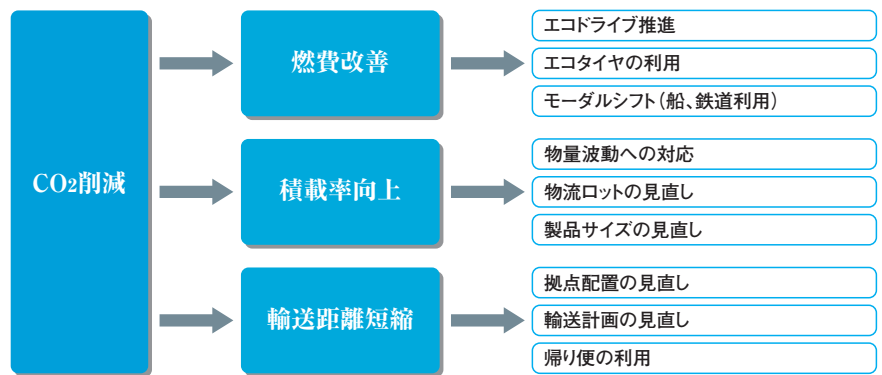 CO2削減
燃費改善
エコドライブ推進
エコタイヤの利用
モーダルシフト（船、鉄道利用）
積載率向上
物量波動への対応
物流ロットの見直し
製品サイズの見直し
輸送距離短縮
拠点配置の見直し
輸送計画の見直し
帰り便の利用